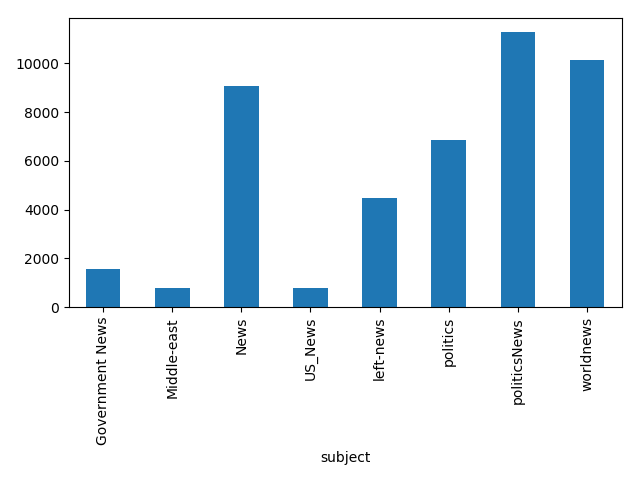 10000
8000
6000
4000
2000
0
Government News
Middle-east
News
US_News
left-news
politics
politicsNews
worldnews
subject